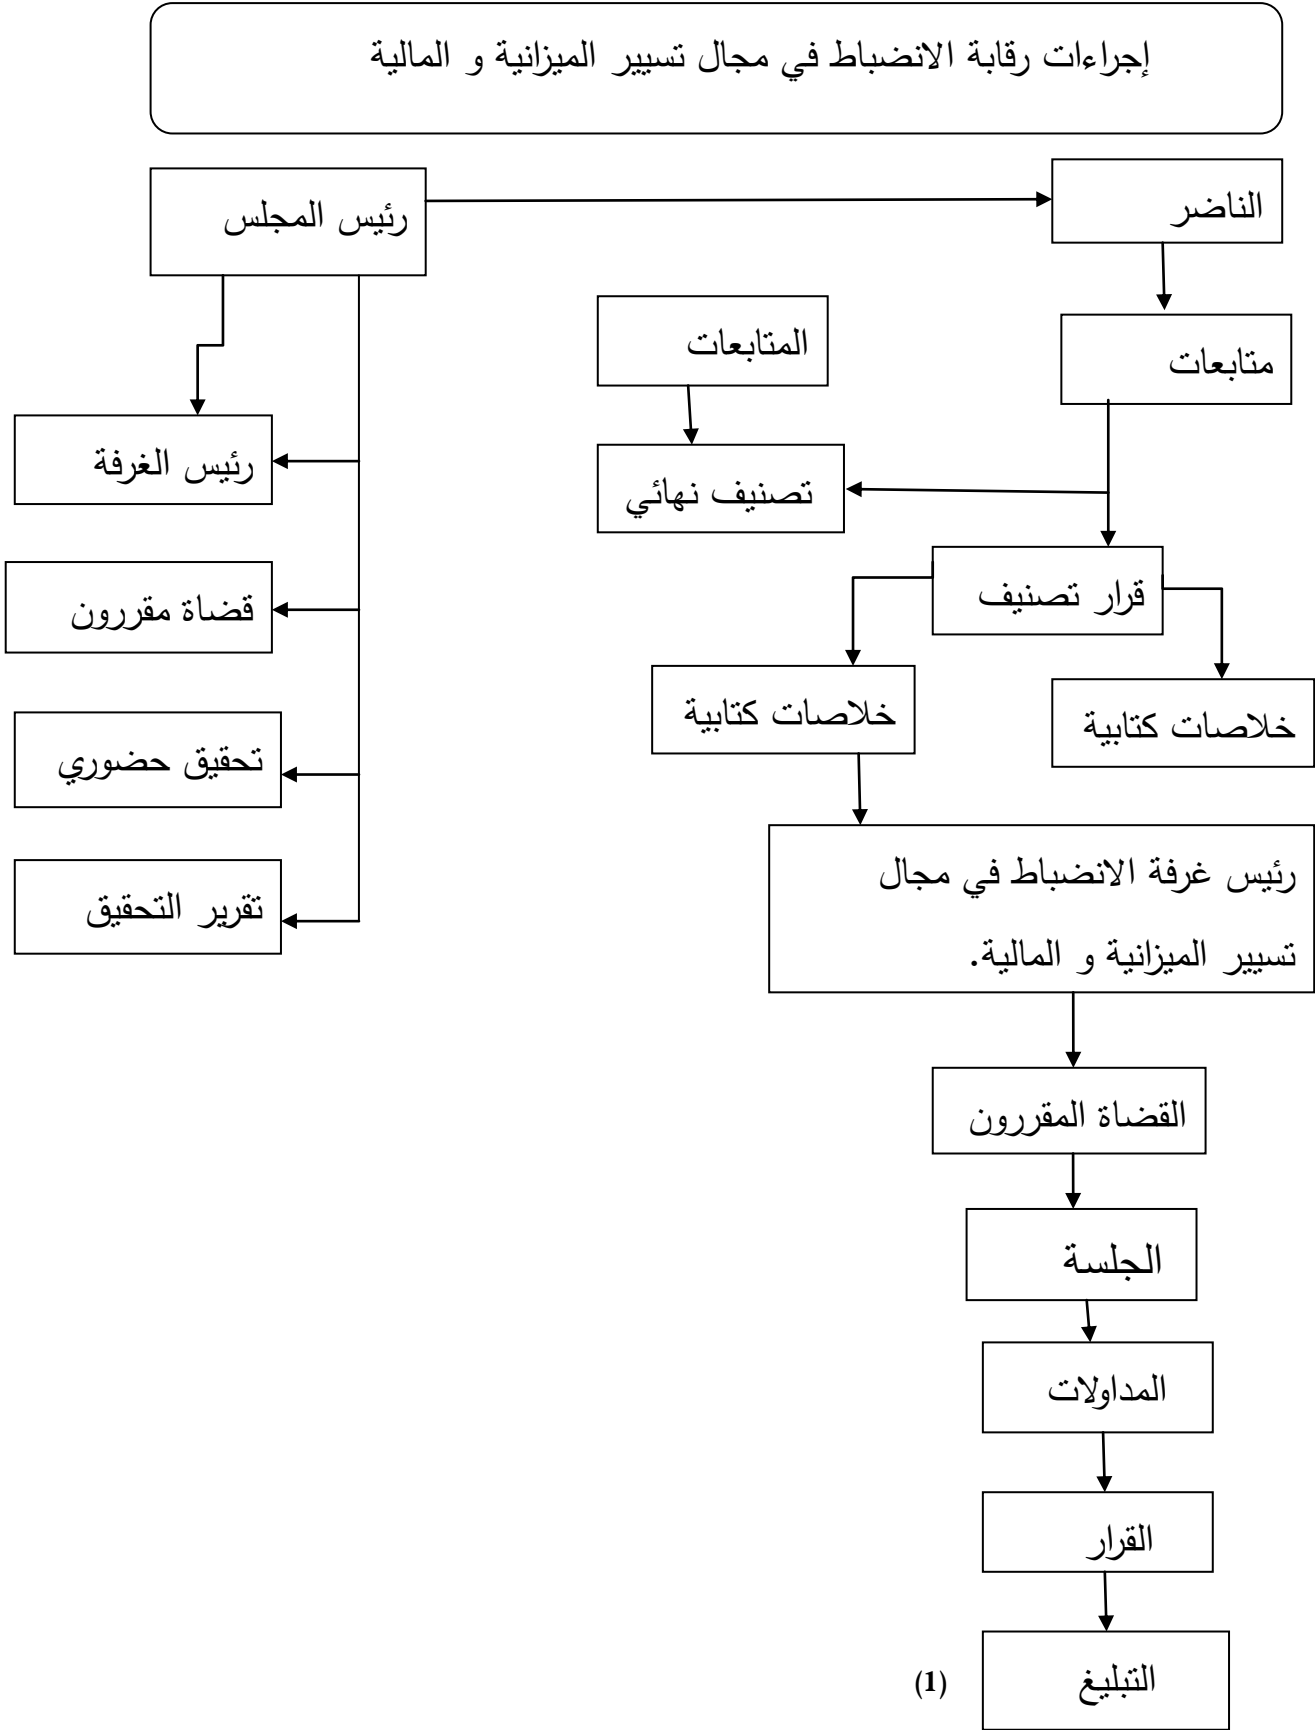 إجراءات رقابة الانضباط في مجال تسيير الميزانية و المالية
الناضر
رئيس المجلس
المتابعات
متابعات
رئيس الغرفة
تصنيف نهائي
قرار تصنيف
قضاة مقررون
خلاصات كتابية
خلاصات كتابية
تحقيق حضوري
رئيس غرفة الانضباط في مجال
تسيير الميزانية و المالية.
تقرير التحقيق
القضاة المقررون
الجلسة
المداولات
القرار
التبليغ
(1)